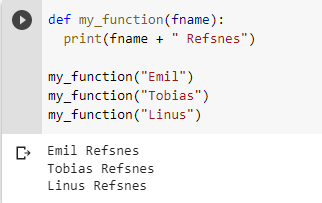 def my_function(fname):
  print(fname + " Refsnes")

my_function("Emil")
my_function("Tobias")
my_function("Linus")

Emil Refsnes
Tobias Refsnes
Linus Refsnes